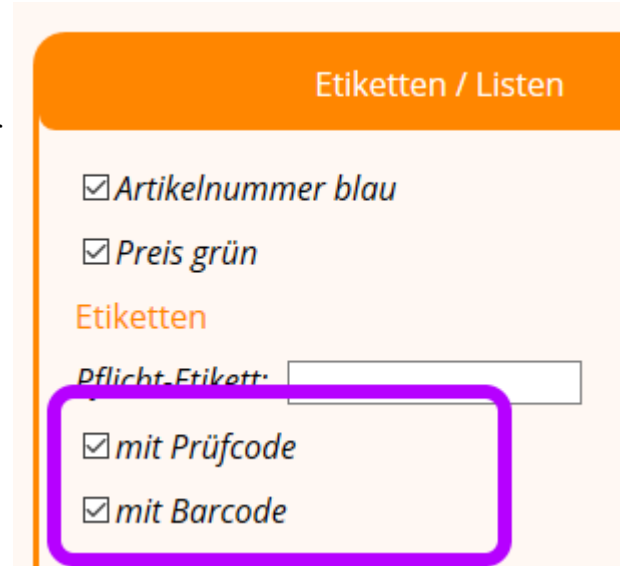 Etiketten / Listen
Artikelnummer blau
Preis grün
Etiketten
Pflicht-Etikett:
mit Prüfcode
mit Barcode